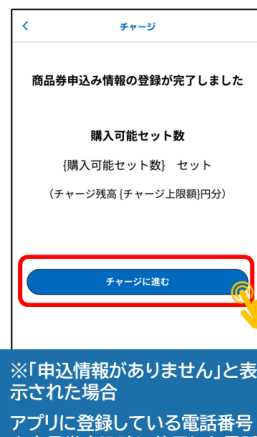 チャージ
商品券申込み情報の登録が完了しました
購入可能セット数
{購入可能セット数} セット
(チャージ残高{チャージ上限額}円分)
チャージに進む
※「申込情報がありません」と表
示された場合
アプリに登録している電話番号